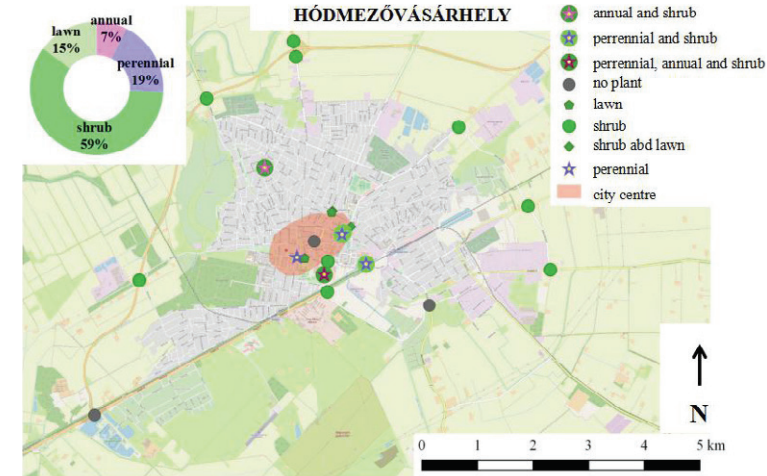 HÓDMEZŐVÁSÁRHELY
lawn
15%
annual
7%
perennial
19%
shrub
59%
annual and shrub
perrennial and shrub
perrennial, annual and shrub
no plant
lawn
shrub
shrub abd lawn
perennial
city centre
N
0 1 2 3 4 5 km